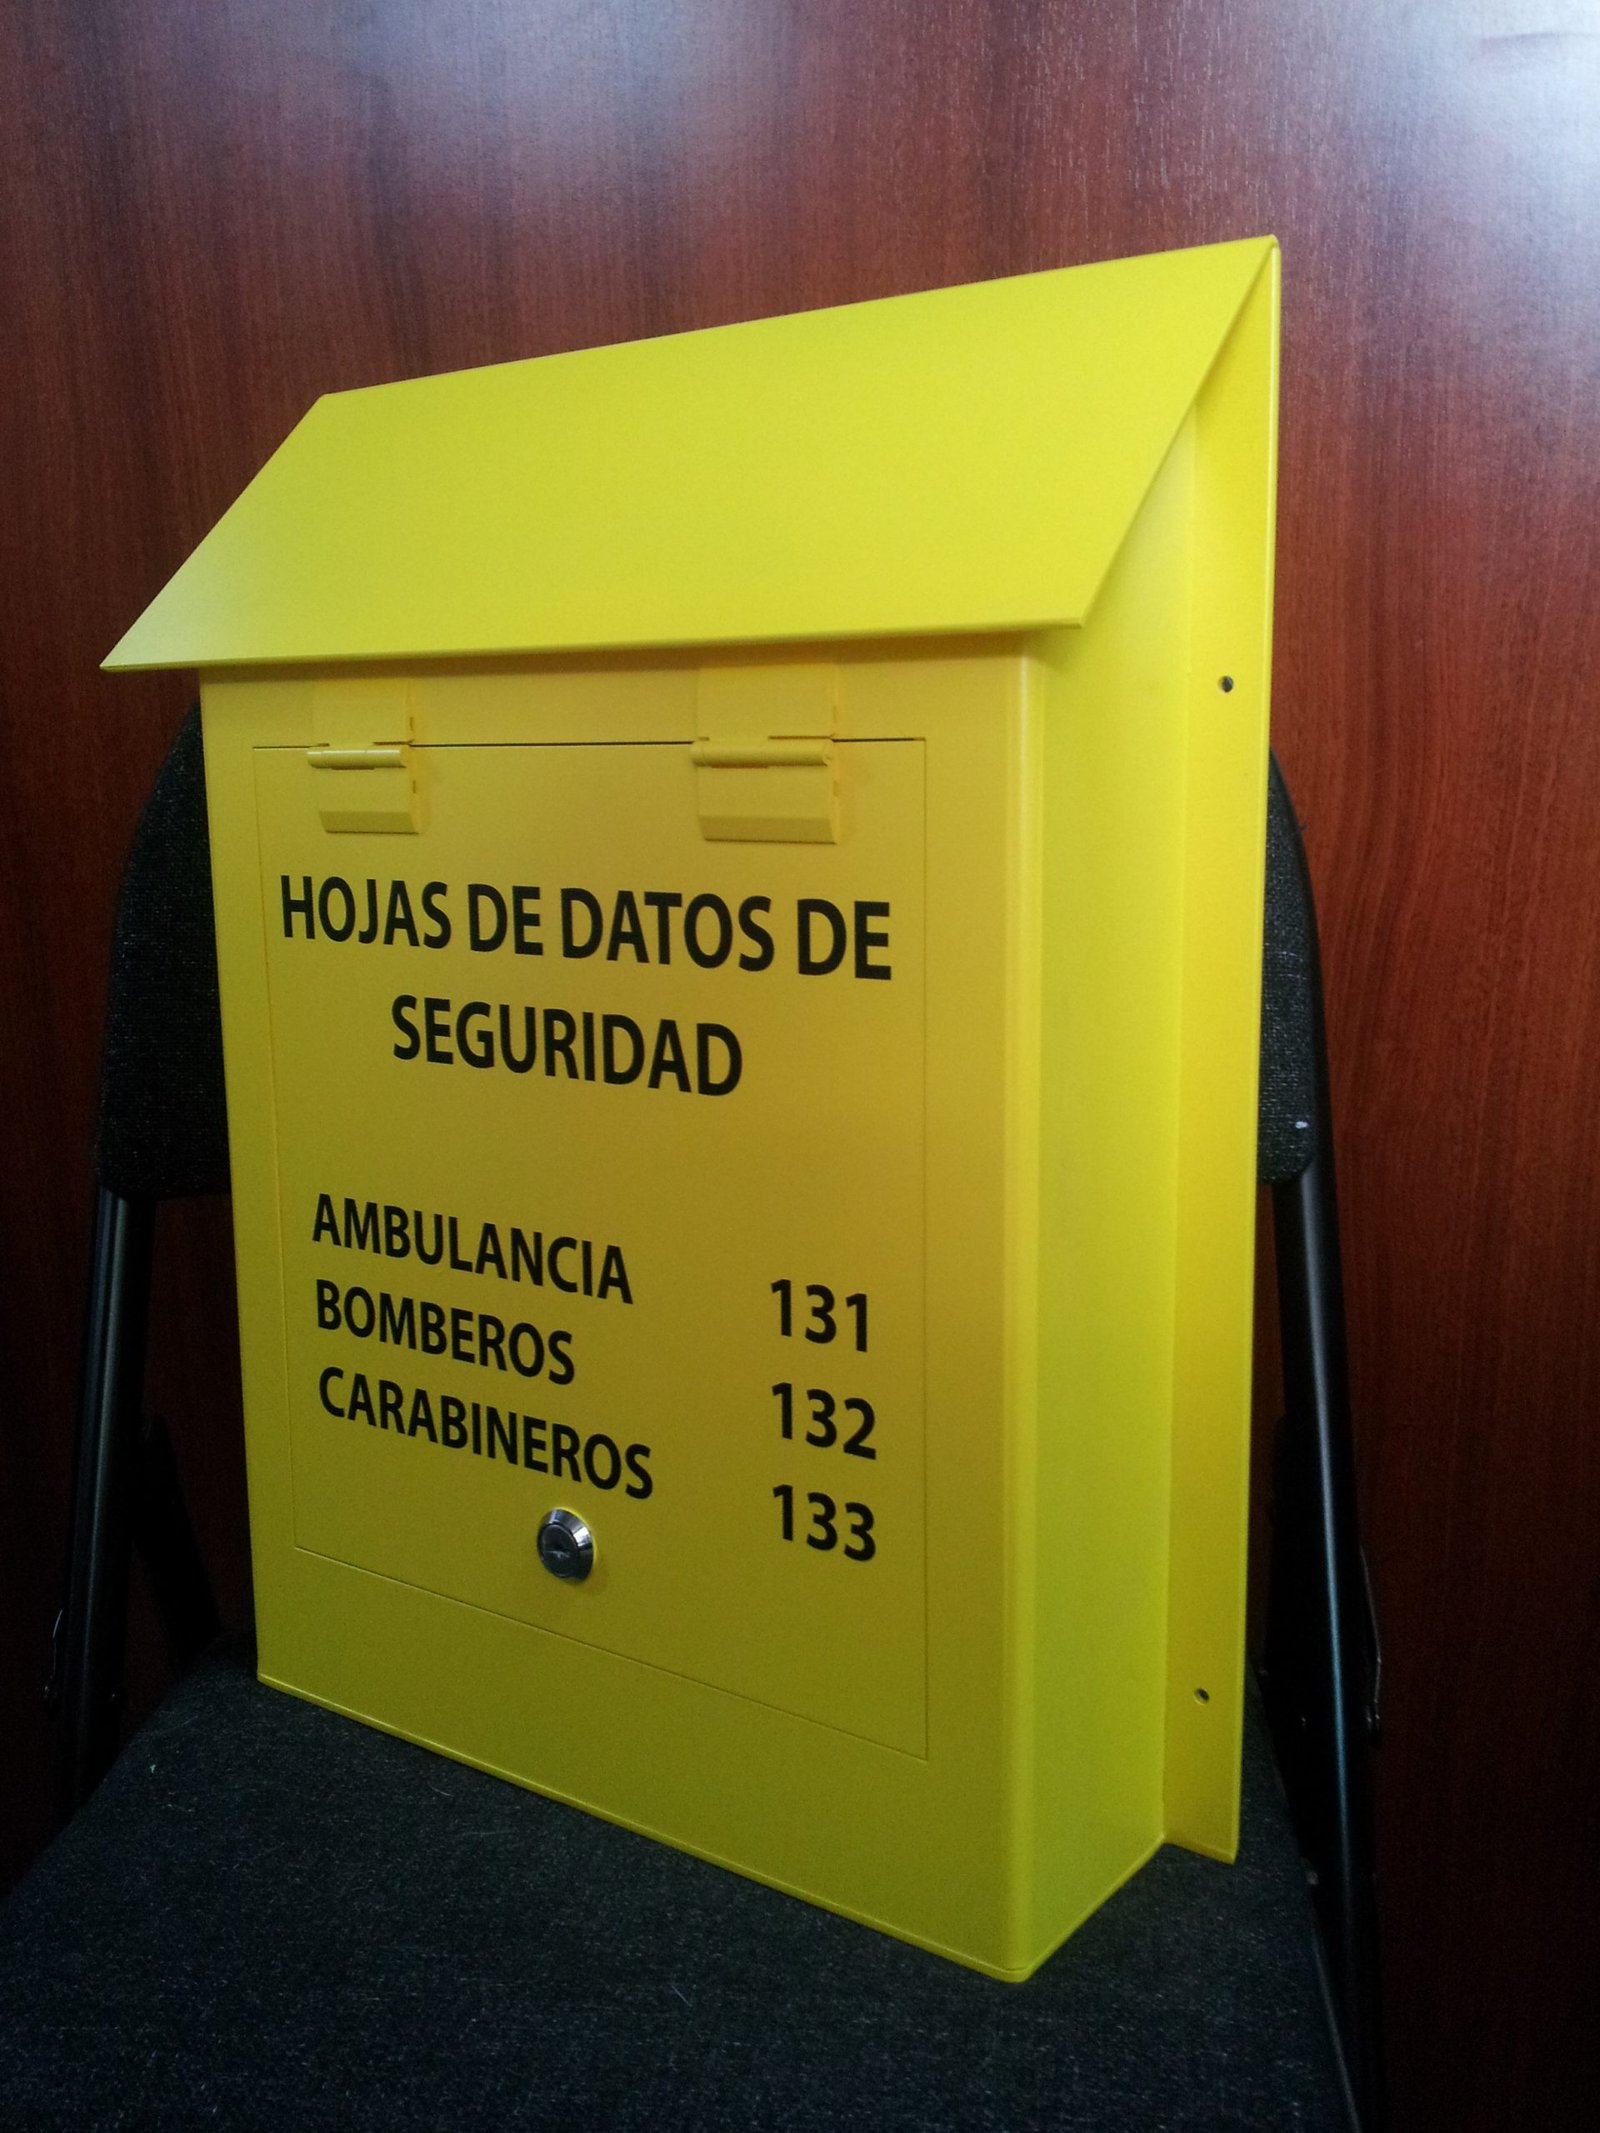 HOJAS DE DATOS DE
SEGURIDAD
AMBULANCIA 131
BOMBEROS 132
CARABINEROS 133